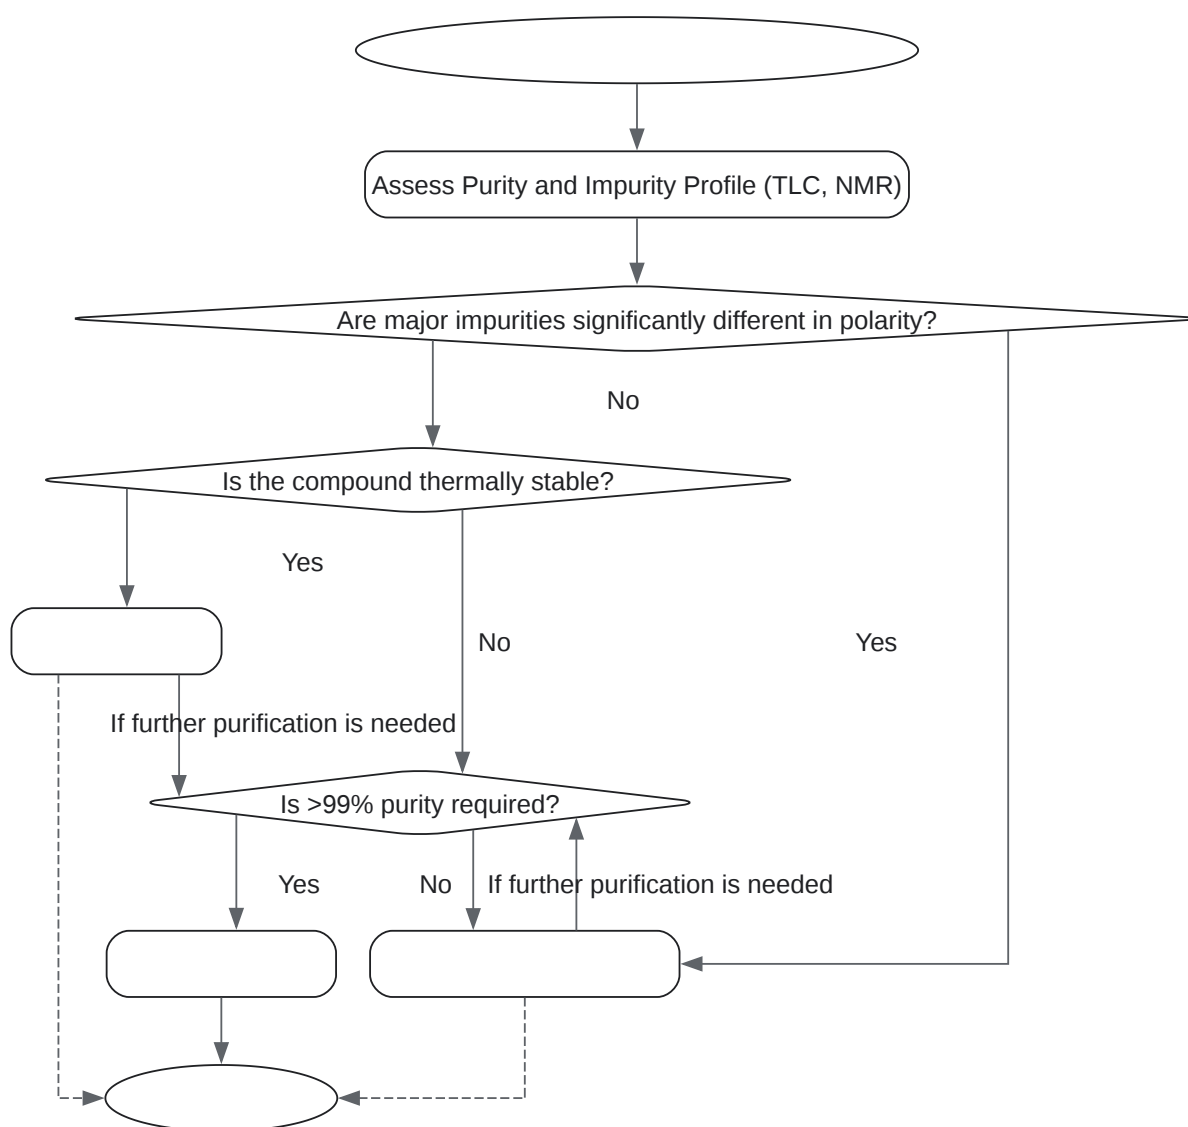 Assess Purity and Impurity Profile (TLC, NMR)
Are major impurities significantly different in polarity?
No
Is the compound thermally stable?
Yes
No
Yes
If further purification is needed
Is >99% purity required?
Yes
No
If further purification is needed